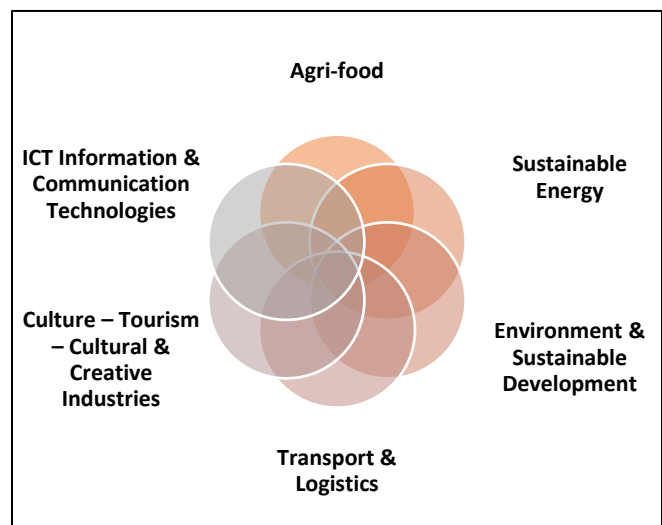 Agri-food
ICT Information &
Communication
Technologies
Sustainable
Energy
Culture – Tourism
– Cultural &
Creative
Industries
Environment &
Sustainable
Development
Transport &
Logistics